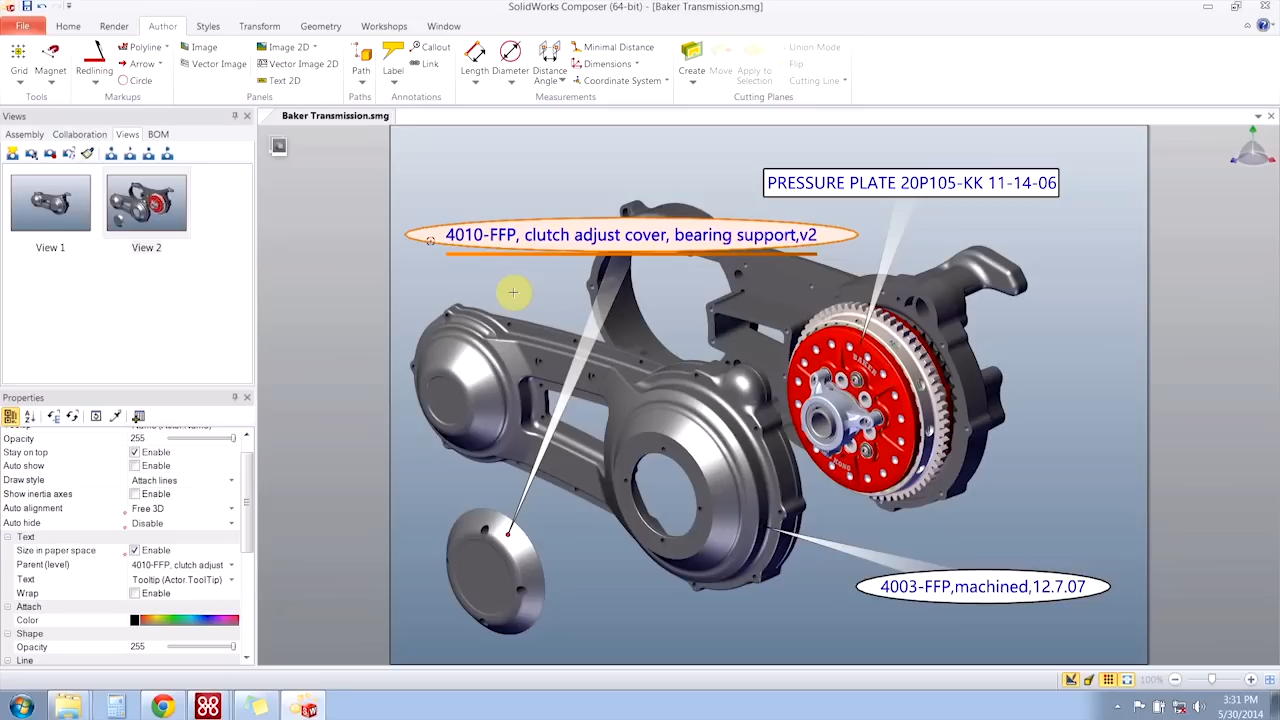 SolidWorks Composer (64-bit) - [Baker Transmission.smg]
File Home Render Author Styles Transform Geometry Workshops Window
Grid Magnet
Tools
Redlining Polyline Arrow Circle
Markups
Image Vector Image Image 2D Vector Image 2D Text 2D
Panels
Path
Paths
Label Callout Link
Annotations
Length Diameter Distance Angle Minimal Distance Dimensions Coordinate System
Measurements
Create Move Apply to Selection Union Mode Flip Cutting Line
Cutting Planes
Views
Baker Transmission.smg
Assembly Collaboration Views BOM
View 1 View 2
PRESSURE PLATE 20P105-KK 11-14-06
4010-FFP, clutch adjust cover, bearing support,v2
4003-FFP,machined,12.7.07
BAKER
Properties
Opacity 255
Stay on top Enable
Auto show Enable
Draw style Attach lines
Show inertia axes Enable
Auto alignment Free 3D
Auto hide Disable
Text
Size in paper space Enable
Parent (level) 4010-FFP, clutch adjust
Text Tooltip (Actor.ToolTip)
Wrap Enable
Attach
Color
Shape
Opacity 255
Line
100%
3:31 PM
5/30/2014